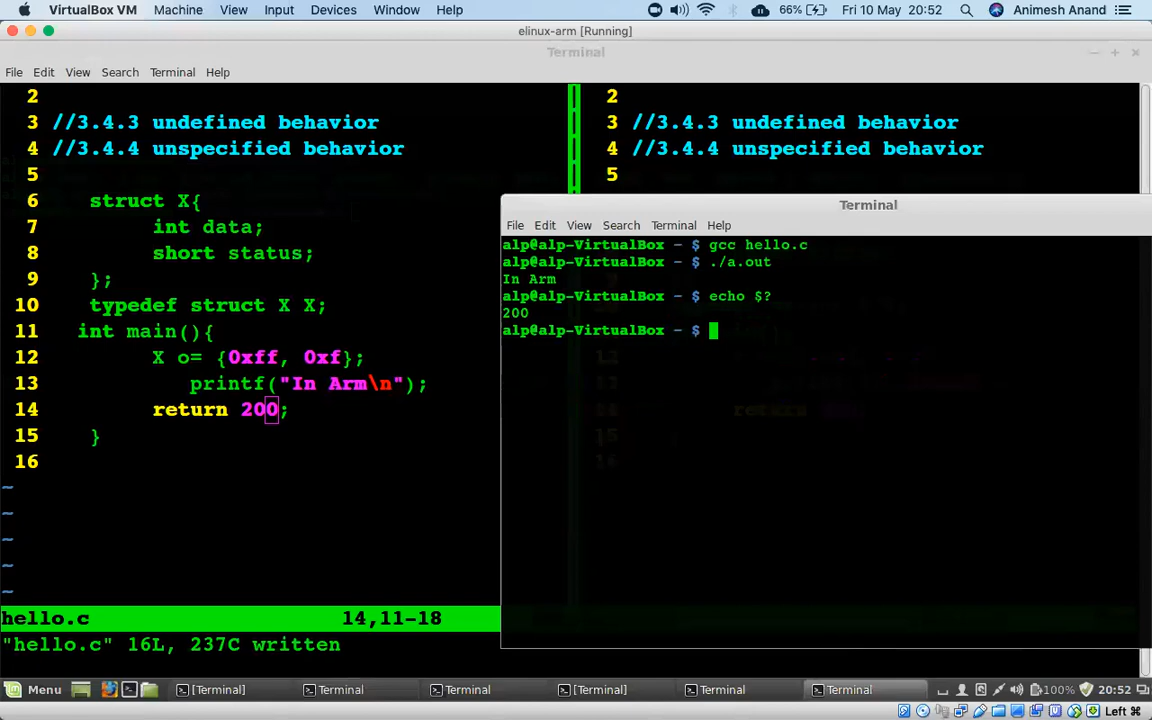 VirtualBox VM Machine View Input Devices Window Help 66% Fri 10 May 20:52 Animesh Anand
elinux-arm [Running]
Terminal
File Edit View Search Terminal Help
2
3 //3.4.3 undefined behavior
4 //3.4.4 unspecified behavior
5
6 struct X{
7 int data;
8 short status;
9 };
10 typedef struct X X;
11 int main(){
12 X o= {0xff, 0xf};
13 printf("In Arm\n");
14 return 200;
15 }
16
~
~
~
~
~
hello.c 14,11-18
"hello.c" 16L, 237C written
2
3 //3.4.3 undefined behavior
4 //3.4.4 unspecified behavior
5
Terminal
File Edit View Search Terminal Help
alp@alp-VirtualBox ~ $ gcc hello.c
alp@alp-VirtualBox ~ $ ./a.out
In Arm
alp@alp-VirtualBox ~ $ echo $?
200
alp@alp-VirtualBox ~ $
13
14 return
15
16
Menu [Terminal] Terminal Terminal [Terminal] Terminal Terminal 100% 20:52
Left ⌘